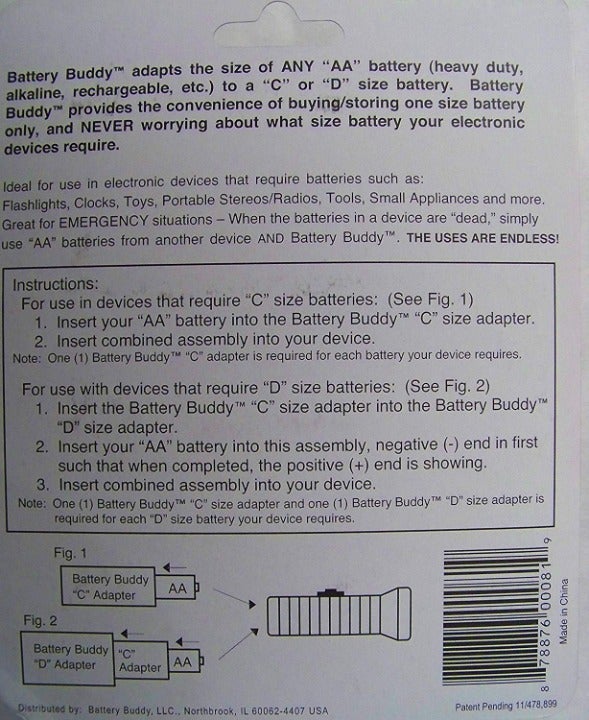 Battery Buddy™ adapts the size of ANY “AA” battery (heavy duty,
alkaline, rechargeable, etc.) to a “C” or “D” size battery. Battery
Buddy™ provides the convenience of buying/storing one size battery
only, and NEVER worrying about what size battery your electronic
devices require.
Ideal for use in electronic devices that require batteries such as:
Flashlights, Clocks, Toys, Portable Stereos/Radios, Tools, Small Appliances and more.
Great for EMERGENCY situations – When the batteries in a device are “dead,” simply
use “AA” batteries from another device AND Battery Buddy™. THE USES ARE ENDLESS!
Instructions:
For use in devices that require “C” size batteries: (See Fig. 1)
1. Insert your “AA” battery into the Battery Buddy™ “C” size adapter.
2. Insert combined assembly into your device.
Note: One (1) Battery Buddy™ “C” adapter is required for each battery your device requires.
For use with devices that require “D” size batteries: (See Fig. 2)
1. Insert the Battery Buddy™ “C” size adapter into the Battery Buddy™
“D” size adapter.
2. Insert your “AA” battery into this assembly, negative (-) end in first
such that when completed, the positive (+) end is showing.
3. Insert combined assembly into your device.
Note: One (1) Battery Buddy™ “C” size adapter and one (1) Battery Buddy™ “D” size adapter is
required for each “D” size battery your device requires.
Fig. 1
Battery Buddy
“C” Adapter
AA
Fig. 2
Battery Buddy
“D” Adapter
“C”
Adapter
AA
8 78876 00081 9
Made in China
Distributed by: Battery Buddy, LLC., Northbrook, IL 60062-4407 USA
Patent Pending 11/478,899